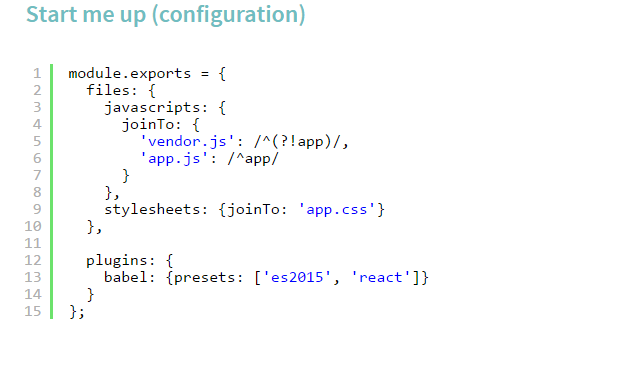 Start me up (configuration)
1 module.exports = {
2   files: {
3     javascripts: {
4       joinTo: {
5         'vendor.js': /^(?!app)/,
6         'app.js': /^app/
7       }
8     },
9     stylesheets: {joinTo: 'app.css'}
10   },
11
12   plugins: {
13     babel: {presets: ['es2015', 'react']}
14   }
15 };